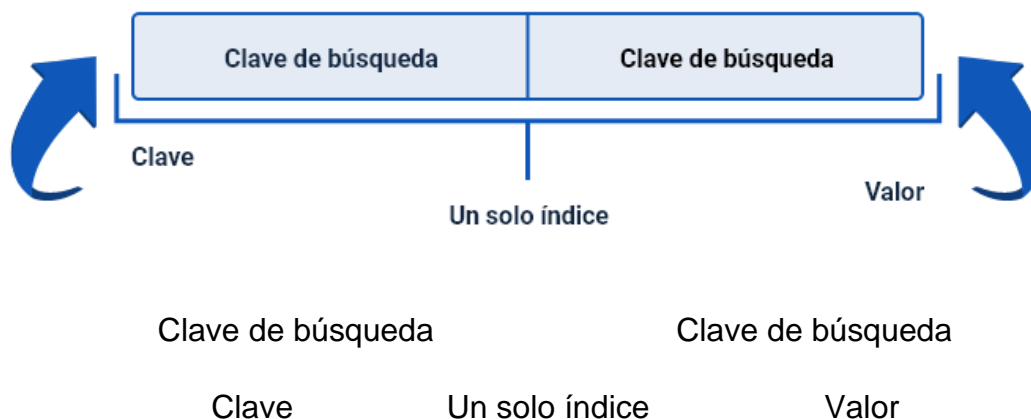 Clave de búsqueda Clave de búsqueda
Clave
Valor
Un solo índice
Clave de búsqueda Clave de búsqueda
Clave Un solo índice Valor